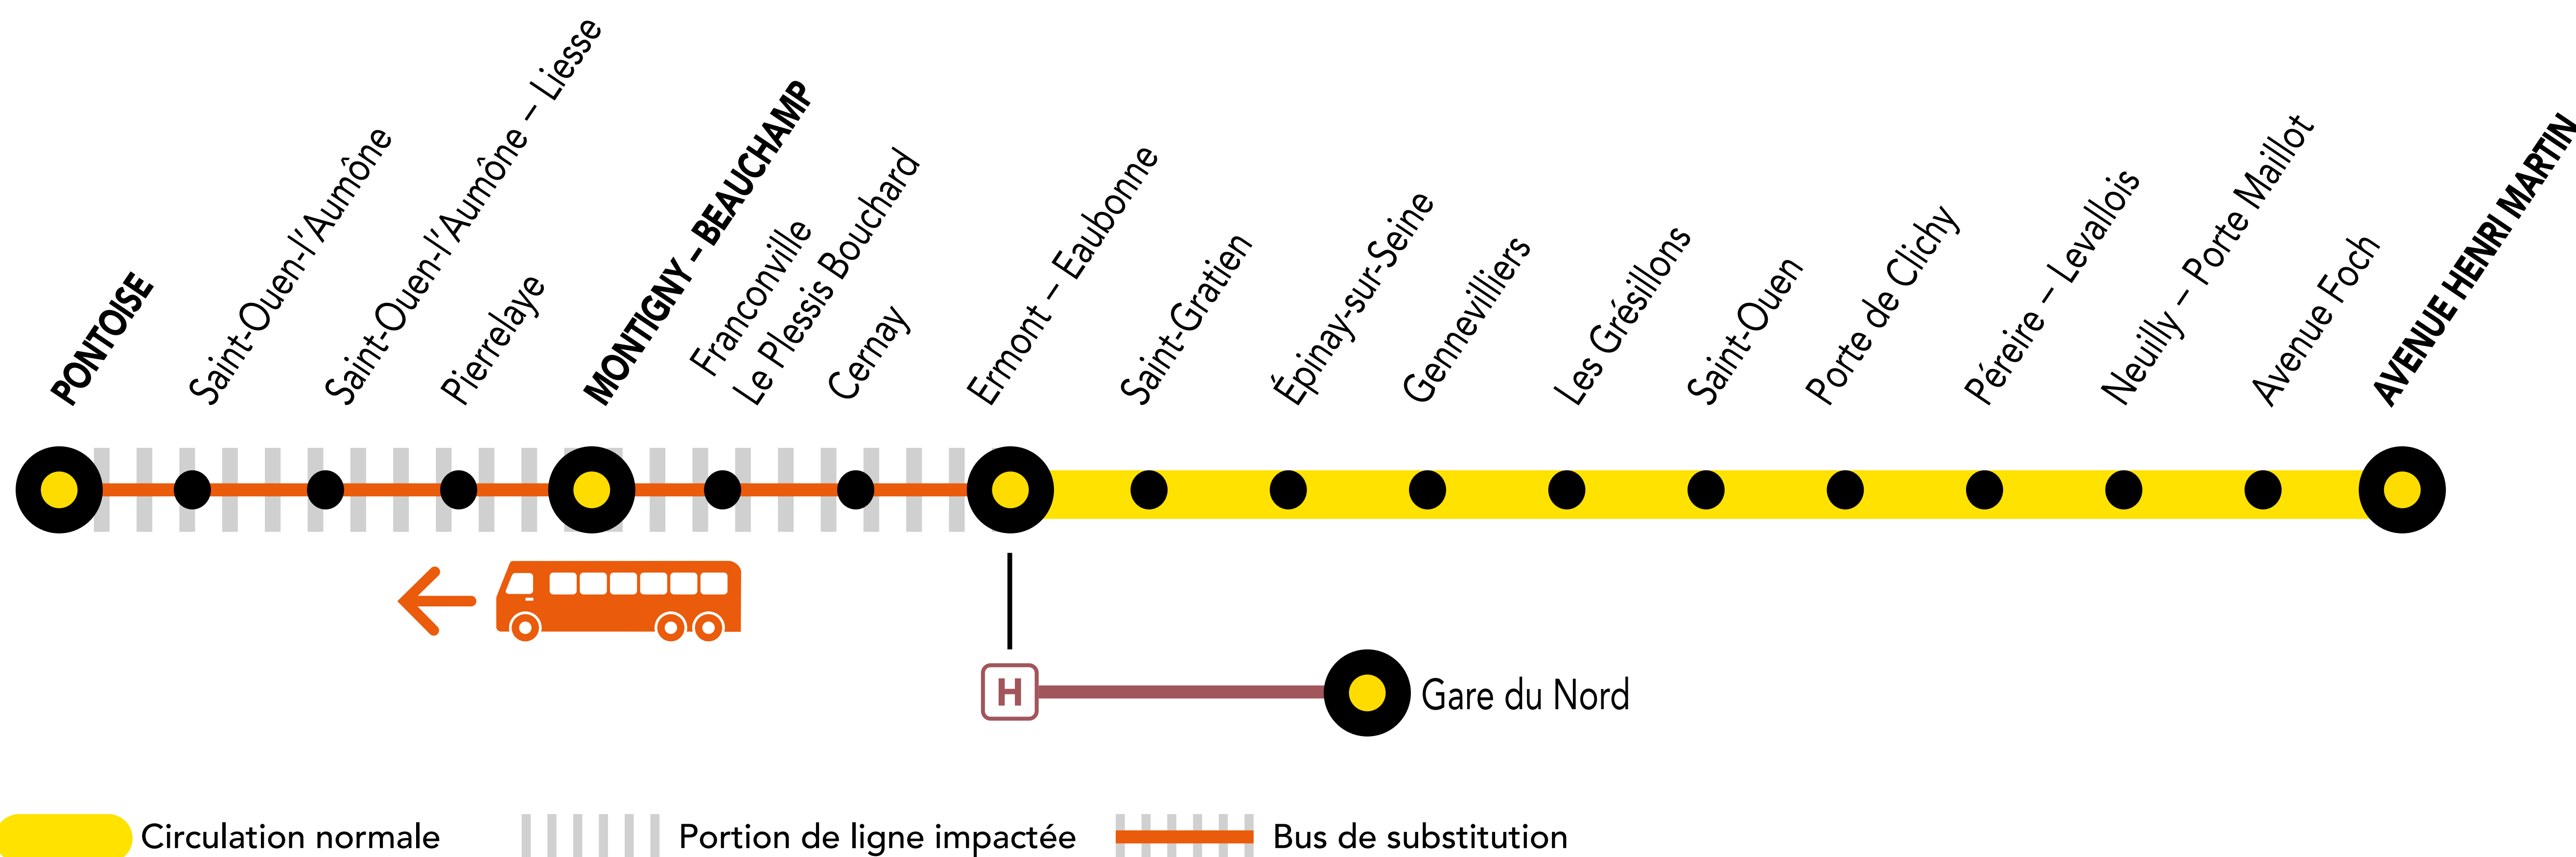 PONTOISE
Saint-Ouen-l'Aumône
Saint-Ouen-l'Aumône – Liesse
Pierrelaye
MONTIGNY – BEAUCHAMP
Franconville
Le Plessis Bouchard
Cernay
Ermont – Eaubonne
Saint-Gratien
Épinay-sur-Seine
Gennevilliers
Les Grésillons
Saint-Ouen
Porte de Clichy
Péreire – Levallois
Neuilly – Porte Maillot
Avenue Foch
AVENUE HENRI MARTIN
H
Gare du Nord
Circulation normale
Portion de ligne impactée
Bus de substitution